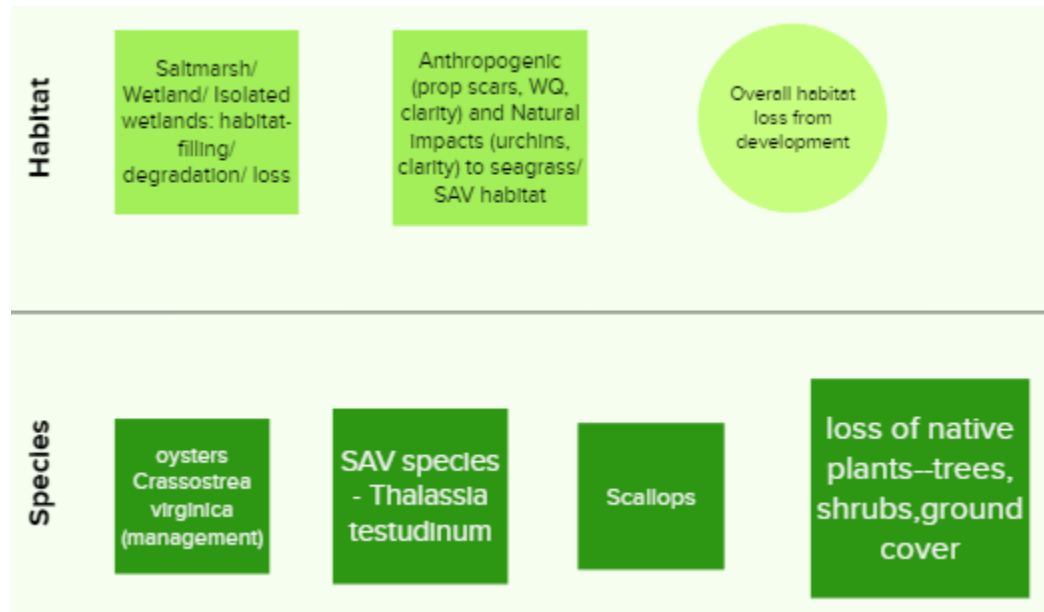 Habitat
Saltmarsh/
Wetland/ Isolated
wetlands: habitat-
filling/
degradation/ loss
Anthropogenic
(prop scars, WQ,
clarity) and Natural
impacts (urchins,
clarity) to seagrass/
SAV habitat
Overall habitat
loss from
development
Species
oysters
Crassostrea
virginica
(management)
SAV species
- Thalassia
testudinum
Scallops
loss of native
plants--trees,
shrubs,ground
cover